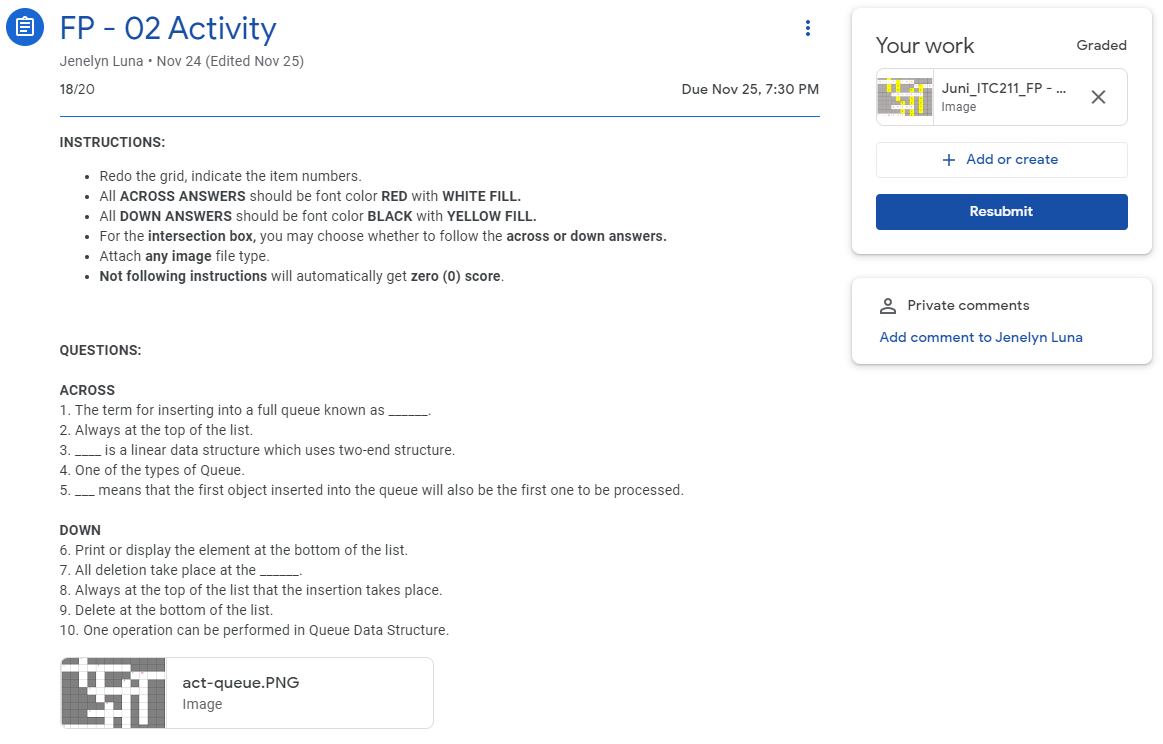 FP - 02 Activity
Jenelyn Luna • Nov 24 (Edited Nov 25)
18/20
Due Nov 25, 7:30 PM
INSTRUCTIONS:
• Redo the grid, indicate the item numbers.
• All ACROSS ANSWERS should be font color RED with WHITE FILL.
• All DOWN ANSWERS should be font color BLACK with YELLOW FILL.
• For the intersection box, you may choose whether to follow the across or down answers.
• Attach any image file type.
• Not following instructions will automatically get zero (0) score.
QUESTIONS:
ACROSS
1. The term for inserting into a full queue known as ______.
2. Always at the top of the list.
3. ____ is a linear data structure which uses two-end structure.
4. One of the types of Queue.
5. ___ means that the first object inserted into the queue will also be the first one to be processed.
DOWN
6. Print or display the element at the bottom of the list.
7. All deletion take place at the ______.
8. Always at the top of the list that the insertion takes place.
9. Delete at the bottom of the list.
10. One operation can be performed in Queue Data Structure.
act-queue.PNG
Image
Your work
Graded
Juni_ITC211_FP - ...
Image
+ Add or create
Resubmit
Private comments
Add comment to Jenelyn Luna